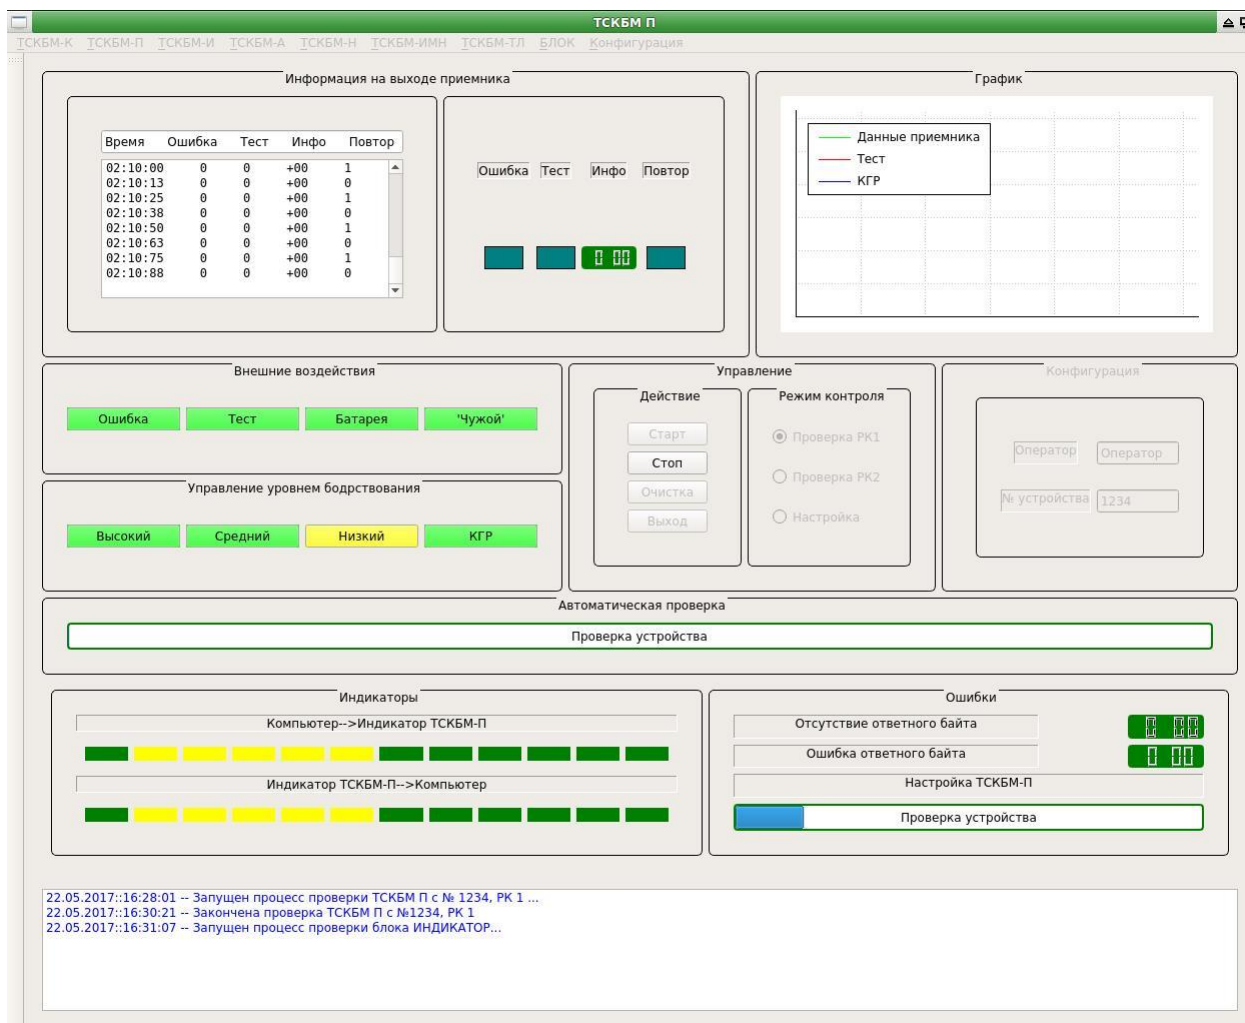 ТСКБМ П
ТСКБМ-К ТСКБМ-П ТСКБМ-И ТСКБМ-А ТСКБМ-Н ТСКБМ-ИМН ТСКБМ-ТЛ БЛОК Конфигурация
Информация на выходе приемника
Время Ошибка Тест Инфо Повтор
02:10:00 0 0 +00 1
02:10:13 0 0 +00 0
02:10:25 0 0 +00 1
02:10:38 0 0 +00 0
02:10:50 0 0 +00 1
02:10:63 0 0 +00 0
02:10:75 0 0 +00 1
02:10:88 0 0 +00 0
Ошибка Тест Инфо Повтор
0 00
График
Данные приемника
Тест
КГР
Внешние воздействия
Ошибка Тест Батарея 'Чужой'
Управление уровнем бодрствования
Высокий Средний Низкий КГР
Управление
Действие
Старт
Стоп
Очистка
Выход
Режим контроля
Проверка РК1
Проверка РК2
Настройка
Конфигурация
Оператор Оператор
№ устройства 1234
Автоматическая проверка
Проверка устройства
Индикаторы
Компьютер-->Индикатор ТСКБМ-П
Индикатор ТСКБМ-П-->Компьютер
Ошибки
Отсутствие ответного байта 0 00
Ошибка ответного байта 0 00
Настройка ТСКБМ-П
Проверка устройства
22.05.2017::16:28:01 -- Запущен процесс проверки ТСКБМ П с № 1234, РК 1 ...
22.05.2017::16:30:21 -- Закончена проверка ТСКБМ П с №1234, РК 1
22.05.2017::16:31:07 -- Запущен процесс проверки блока ИНДИКАТОР...